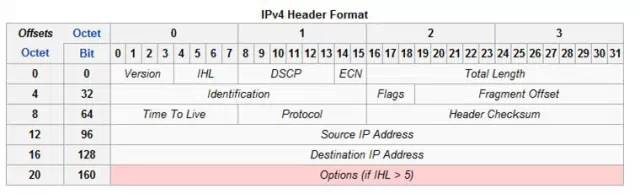 IPv4 Header Format
Offsets Octet 0 1 2 3
Octet Bit 0 1 2 3 4 5 6 7 8 9 10 11 12 13 14 15 16 17 18 19 20 21 22 23 24 25 26 27 28 29 30 31
0 0 Version IHL DSCP ECN Total Length
4 32 Identification Flags Fragment Offset
8 64 Time To Live Protocol Header Checksum
12 96 Source IP Address
16 128 Destination IP Address
20 160 Options (if IHL > 5)